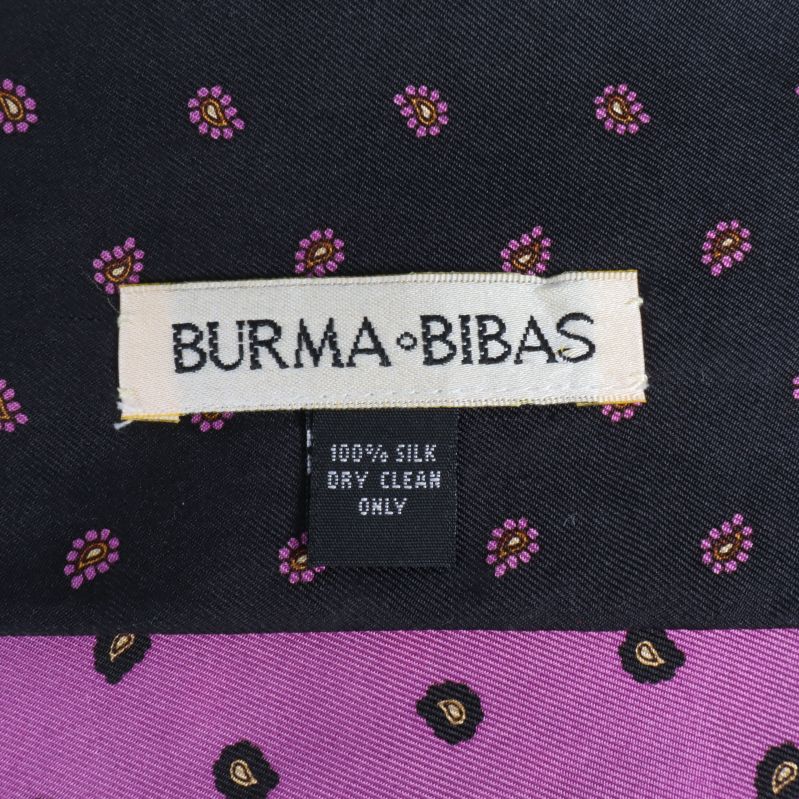 BURMA⋄BIBAS
100% SILK
DRY CLEAN
ONLY